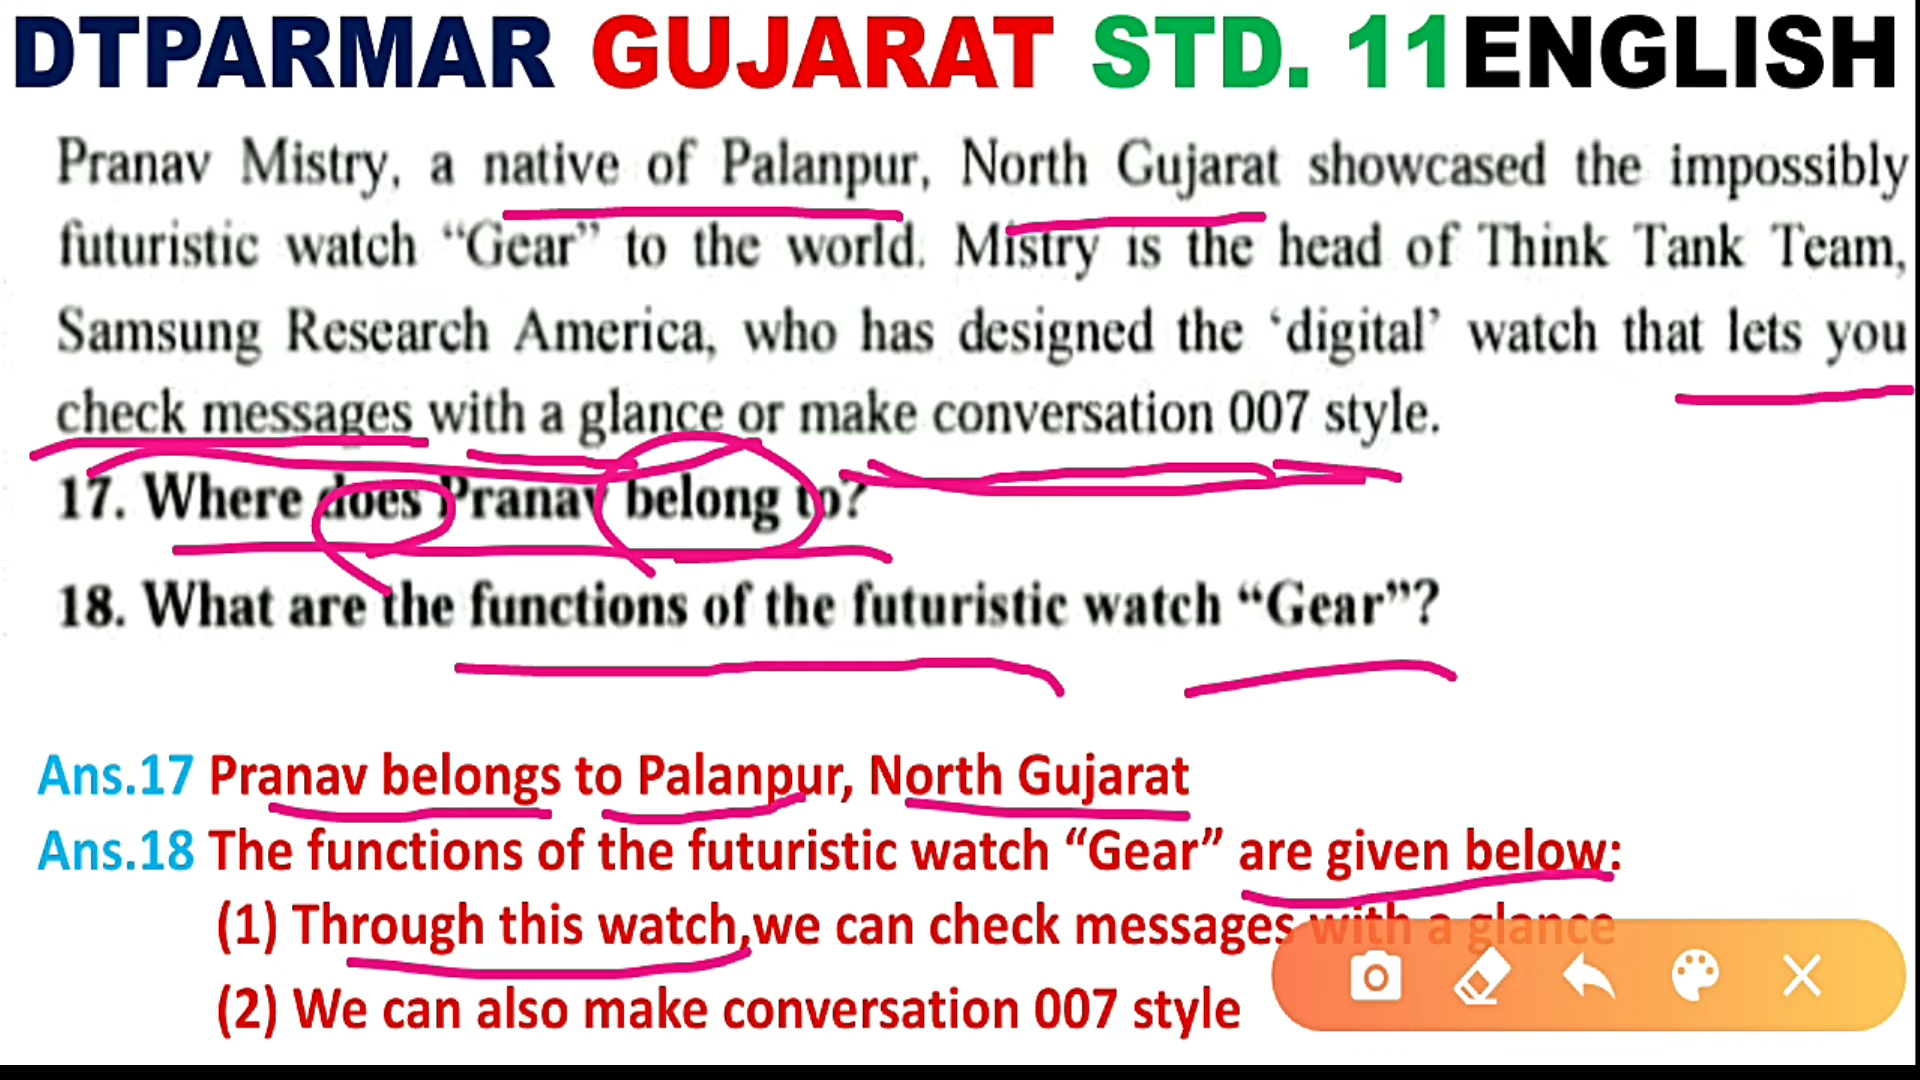 DTPARMAR GUJARAT STD. 11ENGLISH
Pranav Mistry, a native of Palanpur, North Gujarat showcased the impossibly
futuristic watch “Gear” to the world. Mistry is the head of Think Tank Team,
Samsung Research America, who has designed the ‘digital’ watch that lets you
check messages with a glance or make conversation 007 style.
17. Where does Pranav belong to?
18. What are the functions of the futuristic watch “Gear”?
Ans.17 Pranav belongs to Palanpur, North Gujarat
Ans.18 The functions of the futuristic watch “Gear” are given below:
(1) Through this watch,we can check messages with a glance
(2) We can also make conversation 007 style